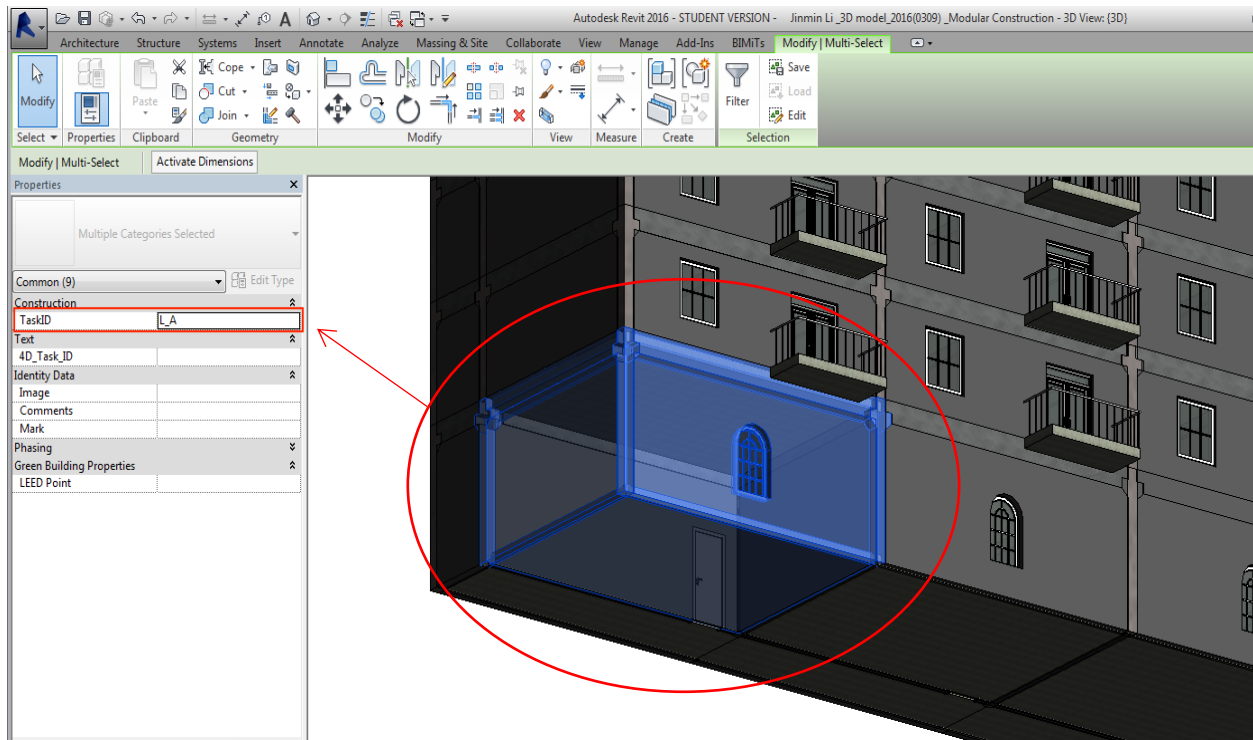 Autodesk Revit 2016 - STUDENT VERSION - Jinmin Li _3D model_2016(0309) _Modular Construction - 3D View: {3D}
Architecture Structure Systems Insert Annotate Analyze Massing & Site Collaborate View Manage Add-Ins BIMiTs Modify | Multi-Select
Modify
Paste
Cope
Cut
Join
Filter
Save
Load
Edit
Select Properties Clipboard Geometry Modify View Measure Create Selection
Modify | Multi-Select Activate Dimensions
Properties
Multiple Categories Selected
Common (9) Edit Type
Construction
TaskID L_A
Text
4D_Task_ID
Identity Data
Image
Comments
Mark
Phasing
Green Building Properties
LEED Point